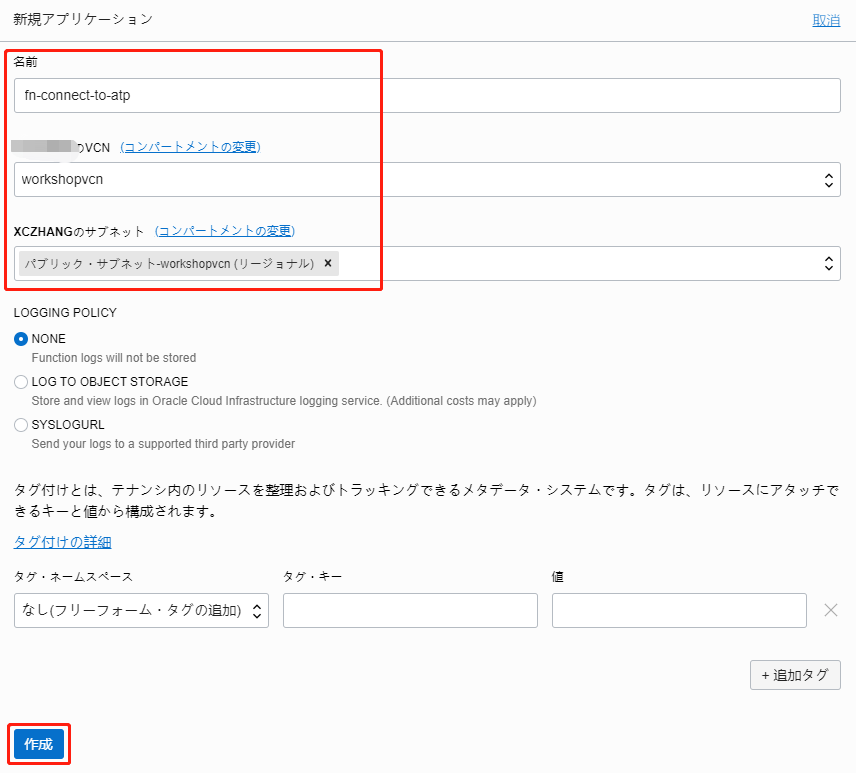 新規アプリケーション 取消
名前
fn-connect-to-atp
のVCN (コンパートメントの変更)
workshopvcn
XCZHANGのサブネット (コンパートメントの変更)
パブリック・サブネット-workshopvcn (リージョナル) ×
LOGGING POLICY
NONE
Function logs will not be stored
LOG TO OBJECT STORAGE
Store and view logs in Oracle Cloud Infrastructure logging service. (Additional costs may apply)
SYSLOGURL
Send your logs to a supported third party provider
タグ付けとは、テナンシ内のリソースを整理およびトラッキングできるメタデータ・システムです。タグは、リソースにアタッチで
きるキーと値から構成されます。
タグ付けの詳細
タグ・ネームスペース タグ・キー 値
なし(フリーフォーム・タグの追加)
+ 追加タグ
作成